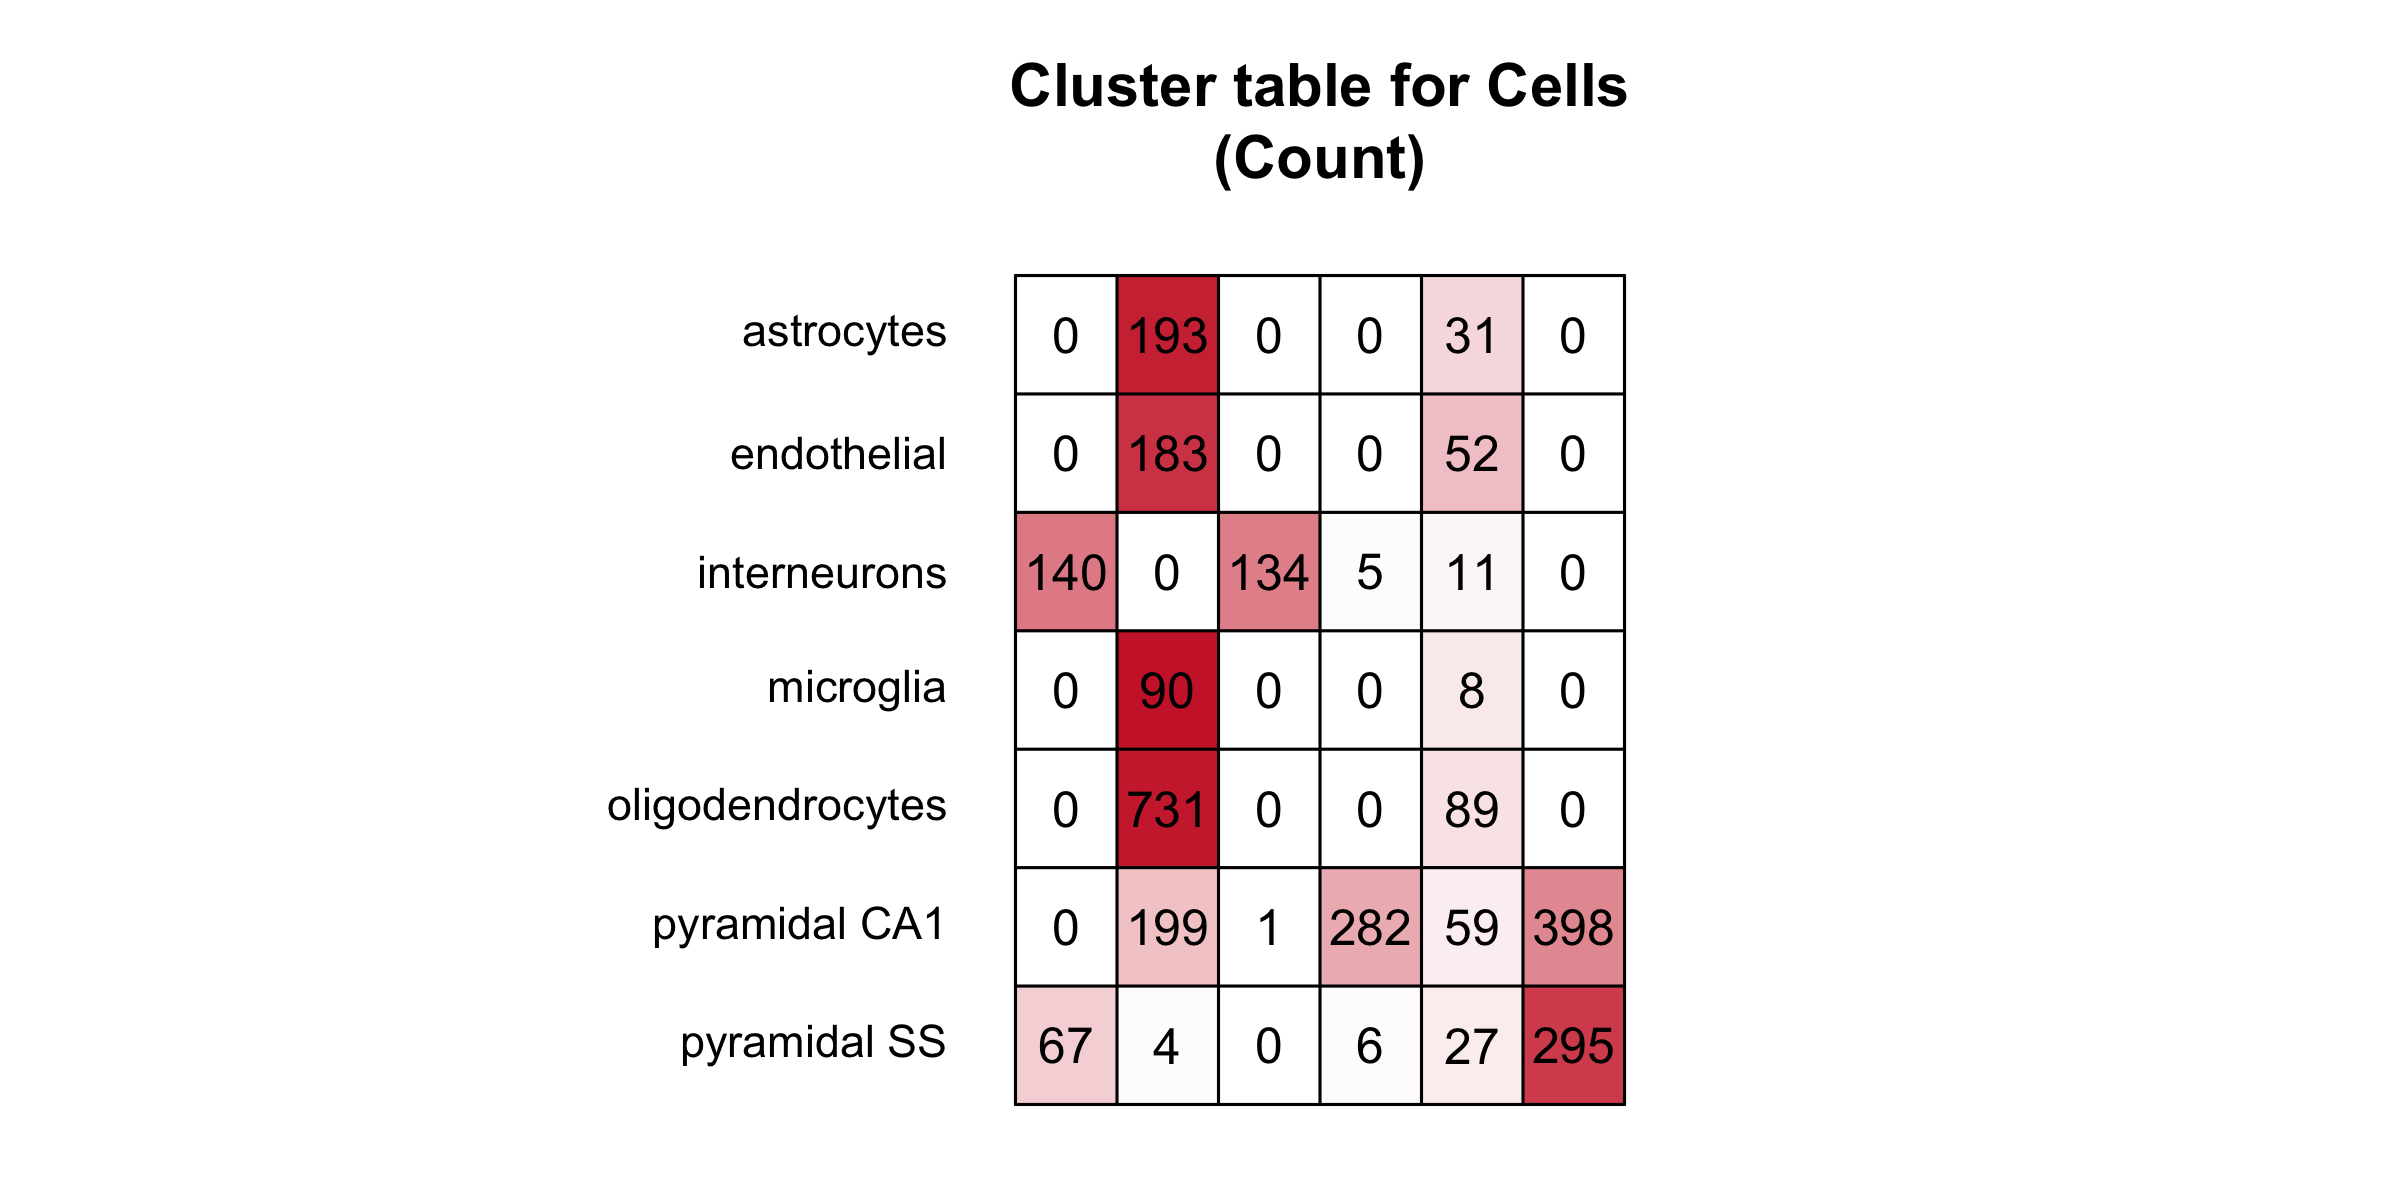 Cluster table for Cells
(Count)
astrocytes 0 193 0 0 31 0
endothelial 0 183 0 0 52 0
interneurons 140 0 134 5 11 0
microglia 0 90 0 0 8 0
oligodendrocytes 0 731 0 0 89 0
pyramidal CA1 0 199 1 282 59 398
pyramidal SS 67 4 0 6 27 295